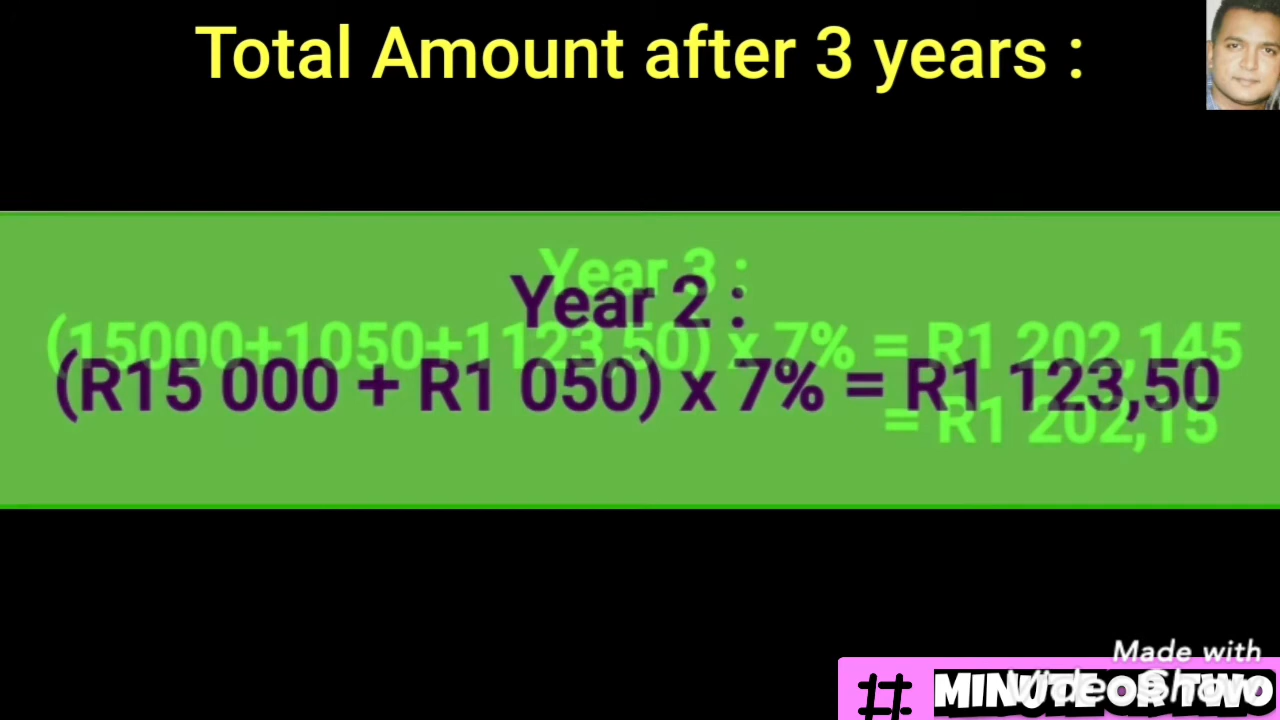 Total Amount after 3 years :
Year 3 :
Year 2 :
(15000+1050+1123,50) x 7% = R1 202,145
(R15 000 + R1 050) x 7% = R1 123,50
= R1 202,15
Made with
VideoShow
# MINUTE OR TWO